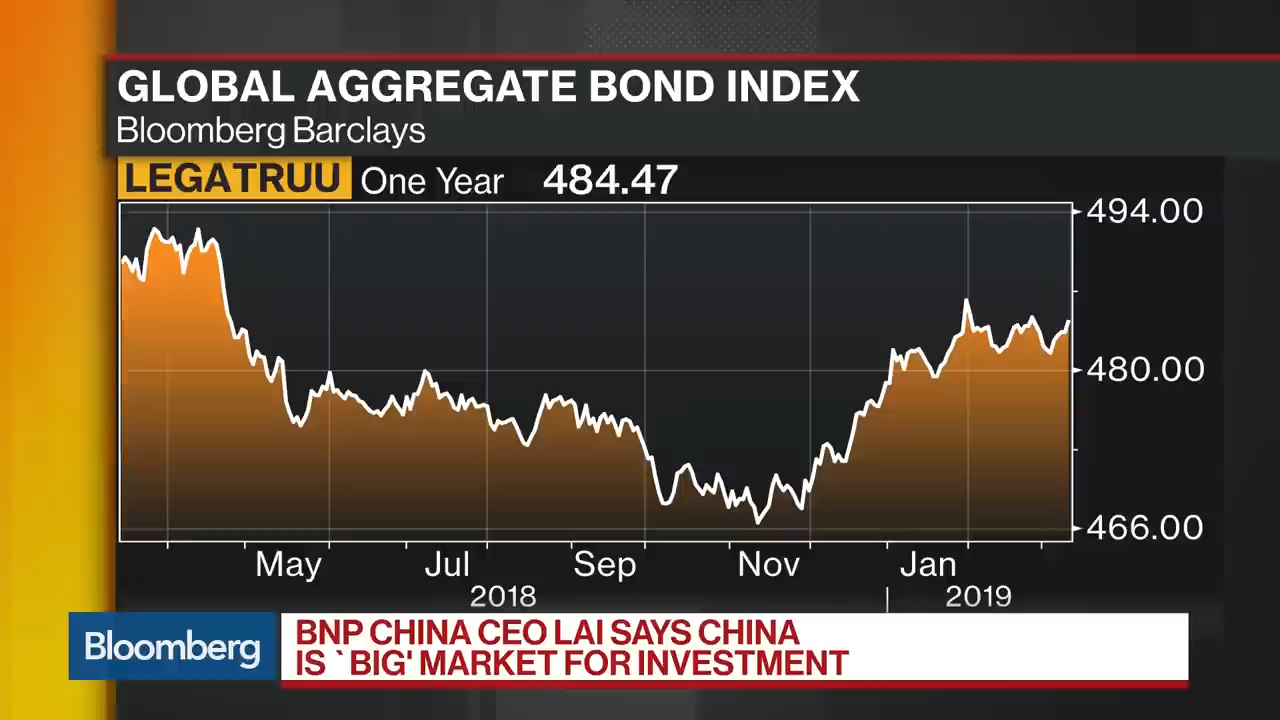 GLOBAL AGGREGATE BOND INDEX
Bloomberg Barclays
LEGATRUU One Year 484.47
494.00
480.00
466.00
May Jul Sep Nov Jan
2018 | 2019
Bloomberg
BNP CHINA CEO LAI SAYS CHINA
IS `BIG' MARKET FOR INVESTMENT